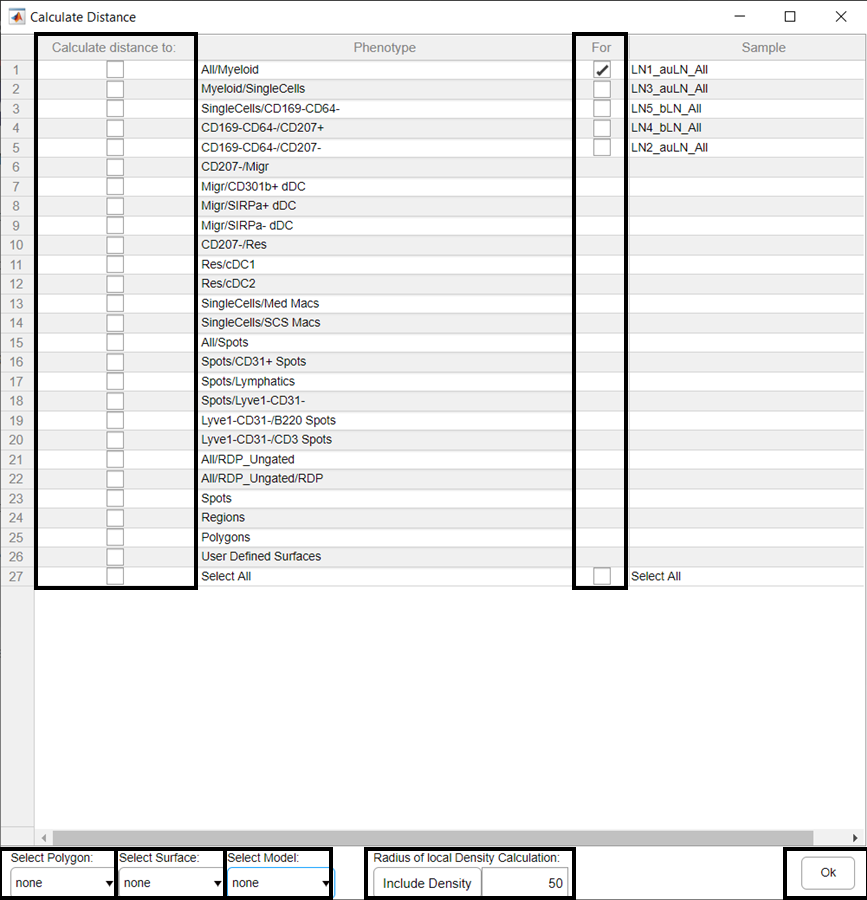 Calculate Distance
Calculate distance to: Phenotype For Sample
1 All/Myeloid LN1_auLN_All
2 Myeloid/SingleCells LN3_auLN_All
3 SingleCells/CD169-CD64- LN5_bLN_All
4 CD169-CD64-/CD207+ LN4_bLN_All
5 CD169-CD64-/CD207- LN2_auLN_All
6 CD207-/Migr
7 Migr/CD301b+ dDC
8 Migr/SIRPa+ dDC
9 Migr/SIRPa- dDC
10 CD207-/Res
11 Res/cDC1
12 Res/cDC2
13 SingleCells/Med Macs
14 SingleCells/SCS Macs
15 All/Spots
16 Spots/CD31+ Spots
17 Spots/Lymphatics
18 Spots/Lyve1-CD31-
19 Lyve1-CD31-/B220 Spots
20 Lyve1-CD31-/CD3 Spots
21 All/RDP_Ungated
22 All/RDP_Ungated/RDP
23 Spots
24 Regions
25 Polygons
26 User Defined Surfaces
27 Select All Select All
Select Polygon: Select Surface: Select Model: Radius of local Density Calculation:
none none none Include Density 50 Ok